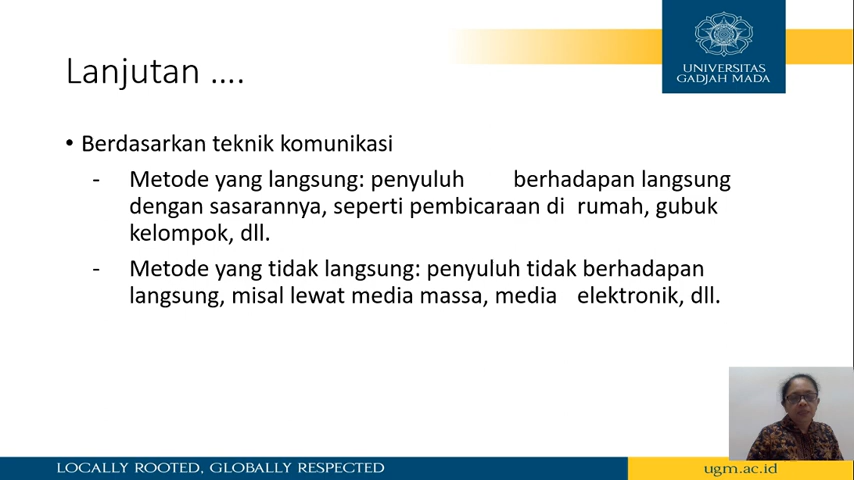 UNIVERSITAS
GADJAH MADA
Lanjutan ....
• Berdasarkan teknik komunikasi
- Metode yang langsung: penyuluh berhadapan langsung
dengan sasarannya, seperti pembicaraan di rumah, gubuk
kelompok, dll.
- Metode yang tidak langsung: penyuluh tidak berhadapan
langsung, misal lewat media massa, media elektronik, dll.
LOCALLY ROOTED, GLOBALLY RESPECTED
ugm.ac.id